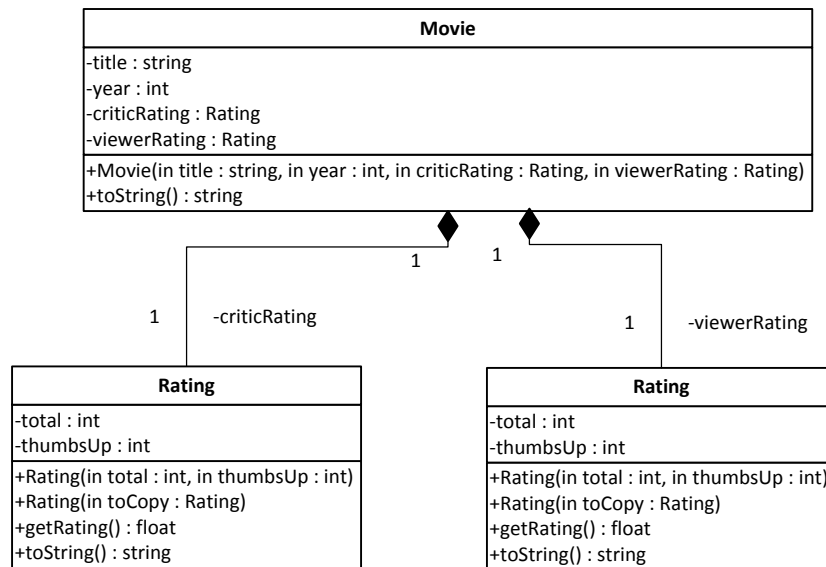 Movie
-title : string
-year : int
-criticRating : Rating
-viewerRating : Rating
+Movie(in title : string, in year : int, in criticRating : Rating, in viewerRating : Rating)
+toString() : string
1
1
1
-criticRating
1
-viewerRating
Rating
-total : int
-thumbsUp : int
+Rating(in total : int, in thumbsUp : int)
+Rating(in toCopy : Rating)
+getRating() : float
+toString() : string
Rating
-total : int
-thumbsUp : int
+Rating(in total : int, in thumbsUp : int)
+Rating(in toCopy : Rating)
+getRating() : float
+toString() : string